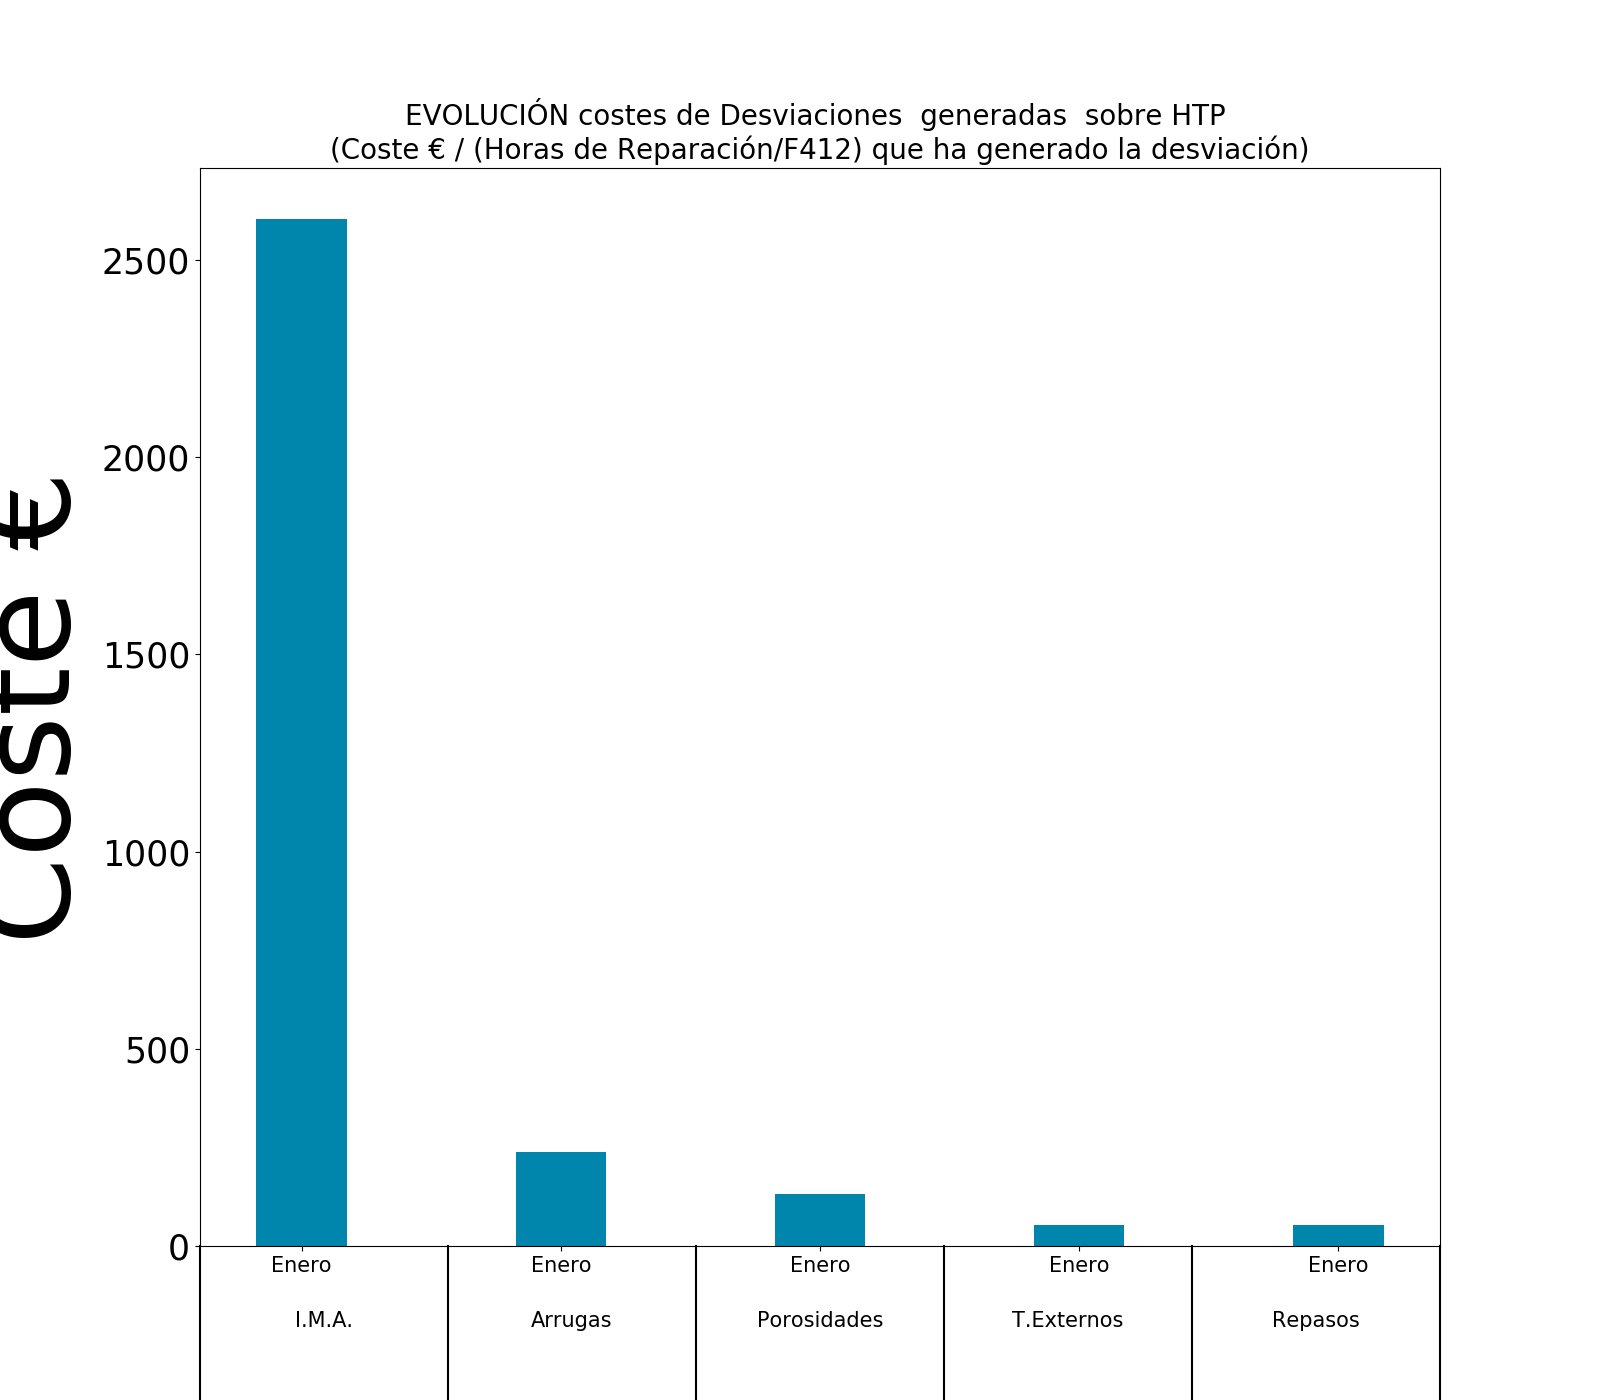 EVOLUCIÓN costes de Desviaciones  generadas  sobre HTP
(Coste € / (Horas de Reparación/F412) que ha generado la desviación)
Coste €
2500
2000
1500
1000
500
0
Enero Enero Enero Enero Enero
I.M.A. Arrugas Porosidades T.Externos Repasos